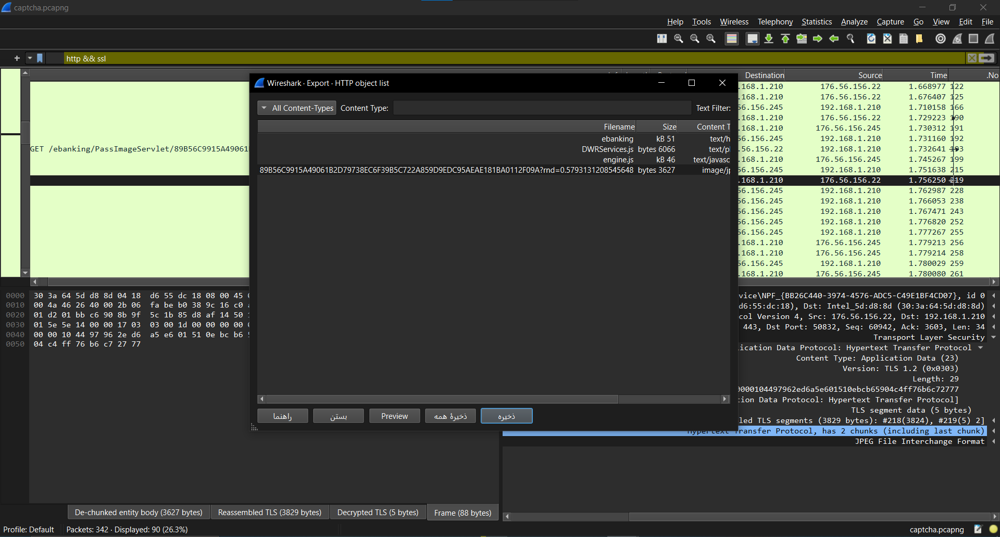 captcha.pcapng
Help Tools Wireless Telephony Statistics Analyze Capture Go View Edit File
http && ssl
Destination Source Time .No
.168.1.210 176.56.156.22 1.668977 122
.168.1.210 176.56.156.22 1.676407 125
56.156.245 192.168.1.210 1.710158 166
.168.1.210 176.56.156.22 1.729223 190
.168.1.210 176.56.156.245 1.730312 191
56.156.245 192.168.1.210 1.731160 192
GET /ebanking/PassImageServlet/89B56C9915A49061
.56.156.22 192.168.1.210 1.732641 193
.168.1.210 176.56.156.245 1.745267 199
56.156.245 192.168.1.210 1.751638 215
.168.1.210 176.56.156.22 1.756250 219
56.156.245 192.168.1.210 1.762987 228
56.156.245 192.168.1.210 1.766053 238
56.156.245 192.168.1.210 1.767471 243
56.156.245 192.168.1.210 1.776820 252
56.156.245 192.168.1.210 1.777267 255
.168.1.210 176.56.156.245 1.779213 256
.168.1.210 176.56.156.245 1.779214 258
56.156.245 192.168.1.210 1.780029 259
.168.1.210 176.56.156.245 1.780080 261
Wireshark · Export · HTTP object list
All Content-Types Content Type: Text Filter:
Filename Size Content T
ebanking kB 51 text/h
DWRServices.js bytes 6066 text/pl
engine.js kB 46 text/javasc
89B56C9915A49061B2D79738EC6F39B5C722A859D9EDC95AEAE181BA0112F09A?rnd=0.5793131208545648 bytes 3627 image/jp
راهنما بستن Preview ذخیرهٔ همه ذخیره
0000 30 3a 64 5d d8 8d 04 18 d6 55 dc 18 08 00 45
0010 00 4a 46 26 40 00 2b 06 fa be b0 38 9c 16 c0
0020 01 d2 01 bb c6 90 8b 9f 5c 1b 85 d8 af 14 50
0030 01 5e 5e 14 00 00 17 03 03 00 1d 00 00 00 00
0040 00 00 10 44 97 96 2e d6 a5 e6 01 51 0e bc b6
0050 04 c4 ff 76 b6 c7 27 77
vice\NPF_{BB26C440-3974-4576-ADC5-C49E1BF4CD07}, id 0
d6:55:dc:18), Dst: Intel_5d:d8:8d (30:3a:64:5d:d8:8d)
col Version 4, Src: 176.56.156.22, Dst: 192.168.1.210
443, Dst Port: 50832, Seq: 60942, Ack: 3603, Len: 34
Transport Layer Security
ication Data Protocol: Hypertext Transfer Protocol
Content Type: Application Data (23)
Version: TLS 1.2 (0x0303)
Length: 29
0000104497962ed6a5e601510ebcb65904c4ff76b6c72777
ion Data Protocol: Hypertext Transfer Protocol]
TLS segment data (5 bytes)
led TLS segments (3829 bytes): #218(3824), #219(5) 2]
Hypertext Transfer Protocol, has 2 chunks (including last chunk)
JPEG File Interchange Format
De-chunked entity body (3627 bytes) Reassembled TLS (3829 bytes) Decrypted TLS (5 bytes) Frame (88 bytes)
Profile: Default Packets: 342 · Displayed: 90 (26.3%) captcha.pcapng